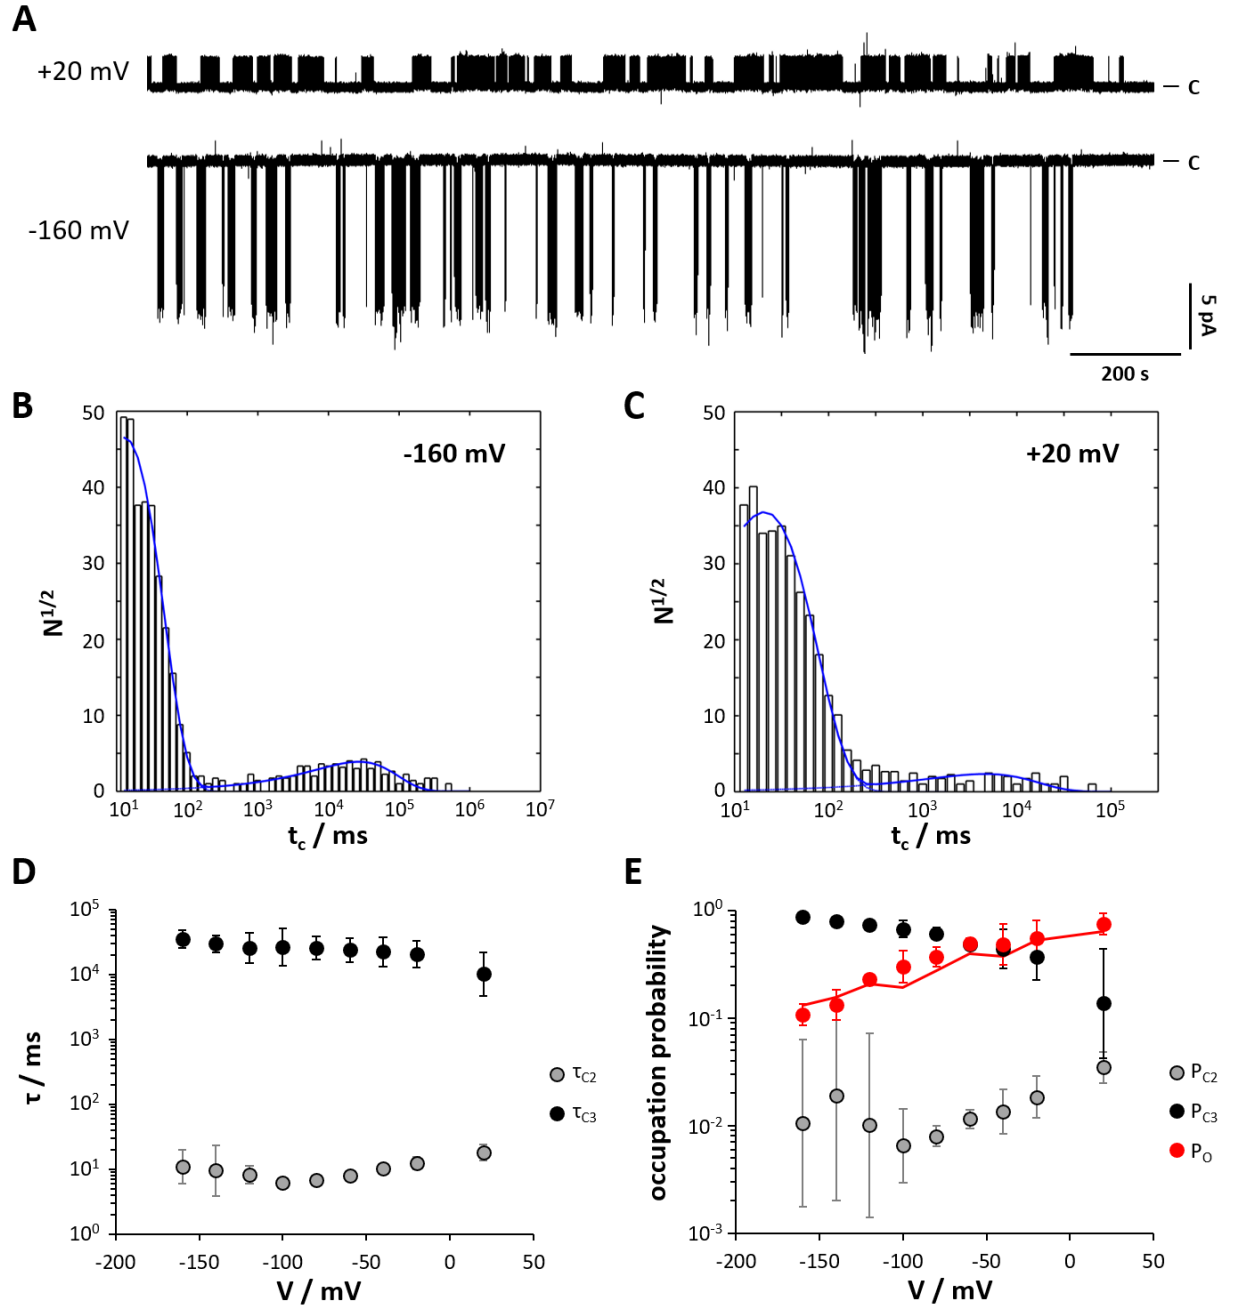 A
+20 mV
C
C
-160 mV
5 pA
200 s
B
50
40
30
20
10
0
N1/2
-160 mV
10¹ 10² 10³ 10⁴ 10⁵ 10⁶ 10⁷
tc / ms
C
50
40
30
20
10
0
N1/2
+20 mV
10¹ 10² 10³ 10⁴ 10⁵
tc / ms
D
10⁵
10⁴
10³
10²
10¹
10⁰
τ / ms
-200 -150 -100 -50 0 50
V / mV
τC2
τC3
E
10⁰
10⁻¹
10⁻²
10⁻³
occupation probability
-200 -150 -100 -50 0 50
V / mV
PC2
PC3
PO